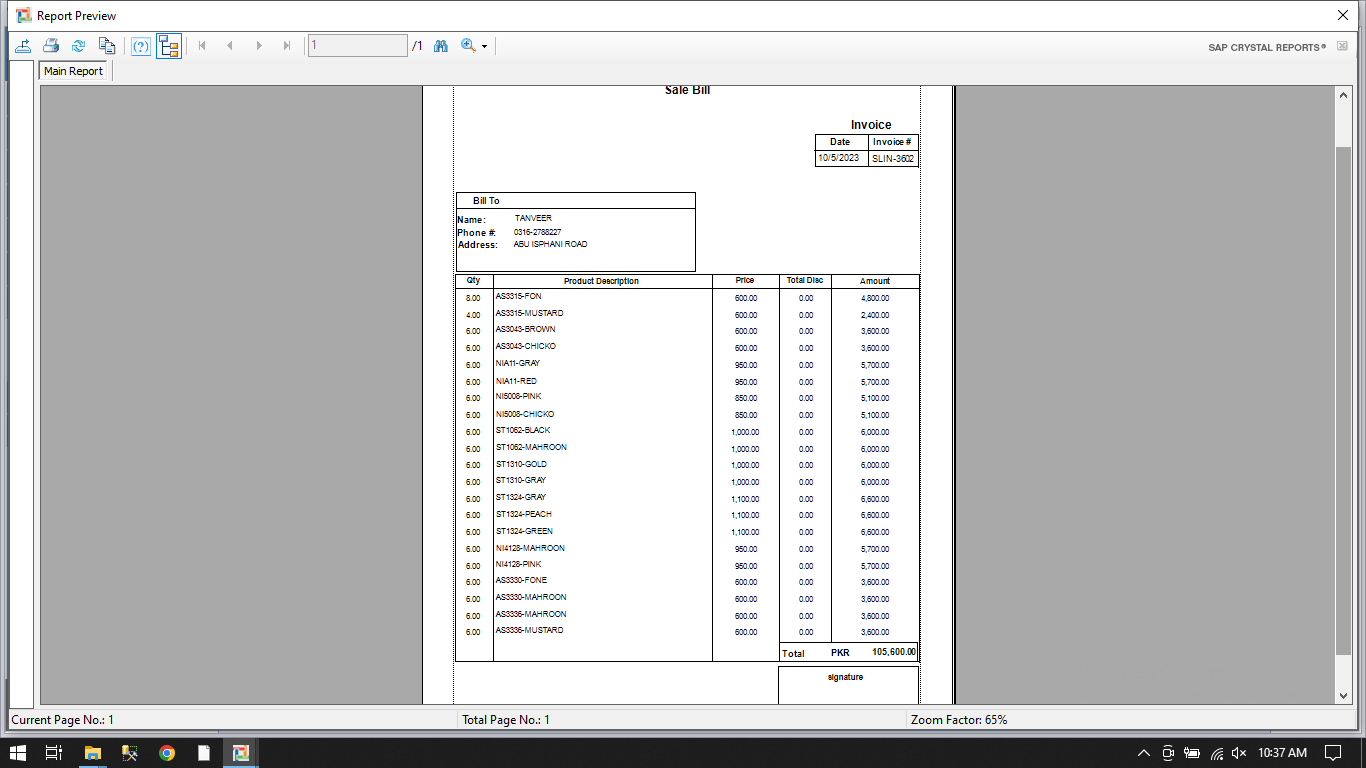 Report Preview
1 /1 SAP CRYSTAL REPORTS®
Main Report
Sale Bill
Invoice
Date Invoice #
10/5/2023 SLIN-3602
Bill To
Name: TANVEER
Phone #: 0316-2788227
Address: ABU ISPHANI ROAD
Qty Product Description Price Total Disc Amount
8.00 AS3315-FON 600.00 0.00 4,800.00
4.00 AS3315-MUSTARD 600.00 0.00 2,400.00
6.00 AS3043-BROWN 600.00 0.00 3,600.00
6.00 AS3043-CHICKO 600.00 0.00 3,600.00
6.00 NIA11-GRAY 950.00 0.00 5,700.00
6.00 NIA11-RED 950.00 0.00 5,700.00
6.00 NI5008-PINK 850.00 0.00 5,100.00
6.00 NI5008-CHICKO 850.00 0.00 5,100.00
6.00 ST1062-BLACK 1,000.00 0.00 6,000.00
6.00 ST1062-MAHROON 1,000.00 0.00 6,000.00
6.00 ST1310-GOLD 1,000.00 0.00 6,000.00
6.00 ST1310-GRAY 1,000.00 0.00 6,000.00
6.00 ST1324-GRAY 1,100.00 0.00 6,600.00
6.00 ST1324-PEACH 1,100.00 0.00 6,600.00
6.00 ST1324-GREEN 1,100.00 0.00 6,600.00
6.00 NI4128-MAHROON 950.00 0.00 5,700.00
6.00 NI4128-PINK 950.00 0.00 5,700.00
6.00 AS3330-FONE 600.00 0.00 3,600.00
6.00 AS3330-MAHROON 600.00 0.00 3,600.00
6.00 AS3336-MAHROON 600.00 0.00 3,600.00
6.00 AS3336-MUSTARD 600.00 0.00 3,600.00
Total PKR 105,600.00
signature
Current Page No.: 1 Total Page No.: 1 Zoom Factor: 65%
10:37 AM